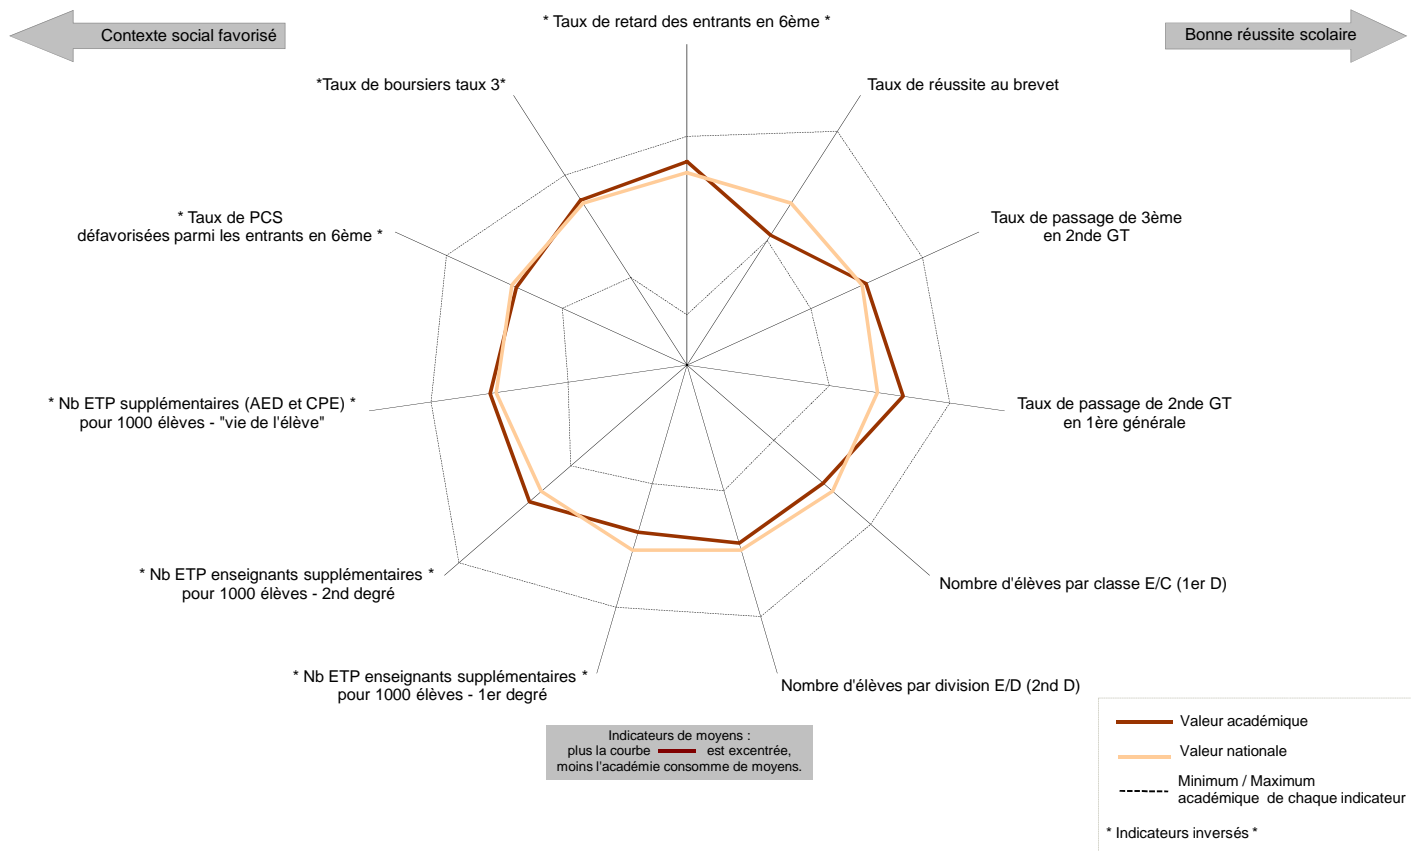 * Taux de retard des entrants en 6ème *
Contexte social favorisé
Bonne réussite scolaire
*Taux de boursiers taux 3*
Taux de réussite au brevet
* Taux de PCS
défavorisées parmi les entrants en 6ème *
Taux de passage de 3ème
en 2nde GT
* Nb ETP supplémentaires (AED et CPE) *
pour 1000 élèves - "vie de l'élève"
Taux de passage de 2nde GT
en 1ère générale
* Nb ETP enseignants supplémentaires *
pour 1000 élèves - 2nd degré
Nombre d'élèves par classe E/C (1er D)
* Nb ETP enseignants supplémentaires *
pour 1000 élèves - 1er degré
Nombre d'élèves par division E/D (2nd D)
Indicateurs de moyens :
plus la courbe est excentrée,
moins l'académie consomme de moyens.
Valeur académique
Valeur nationale
Minimum / Maximum
académique de chaque indicateur
* Indicateurs inversés *